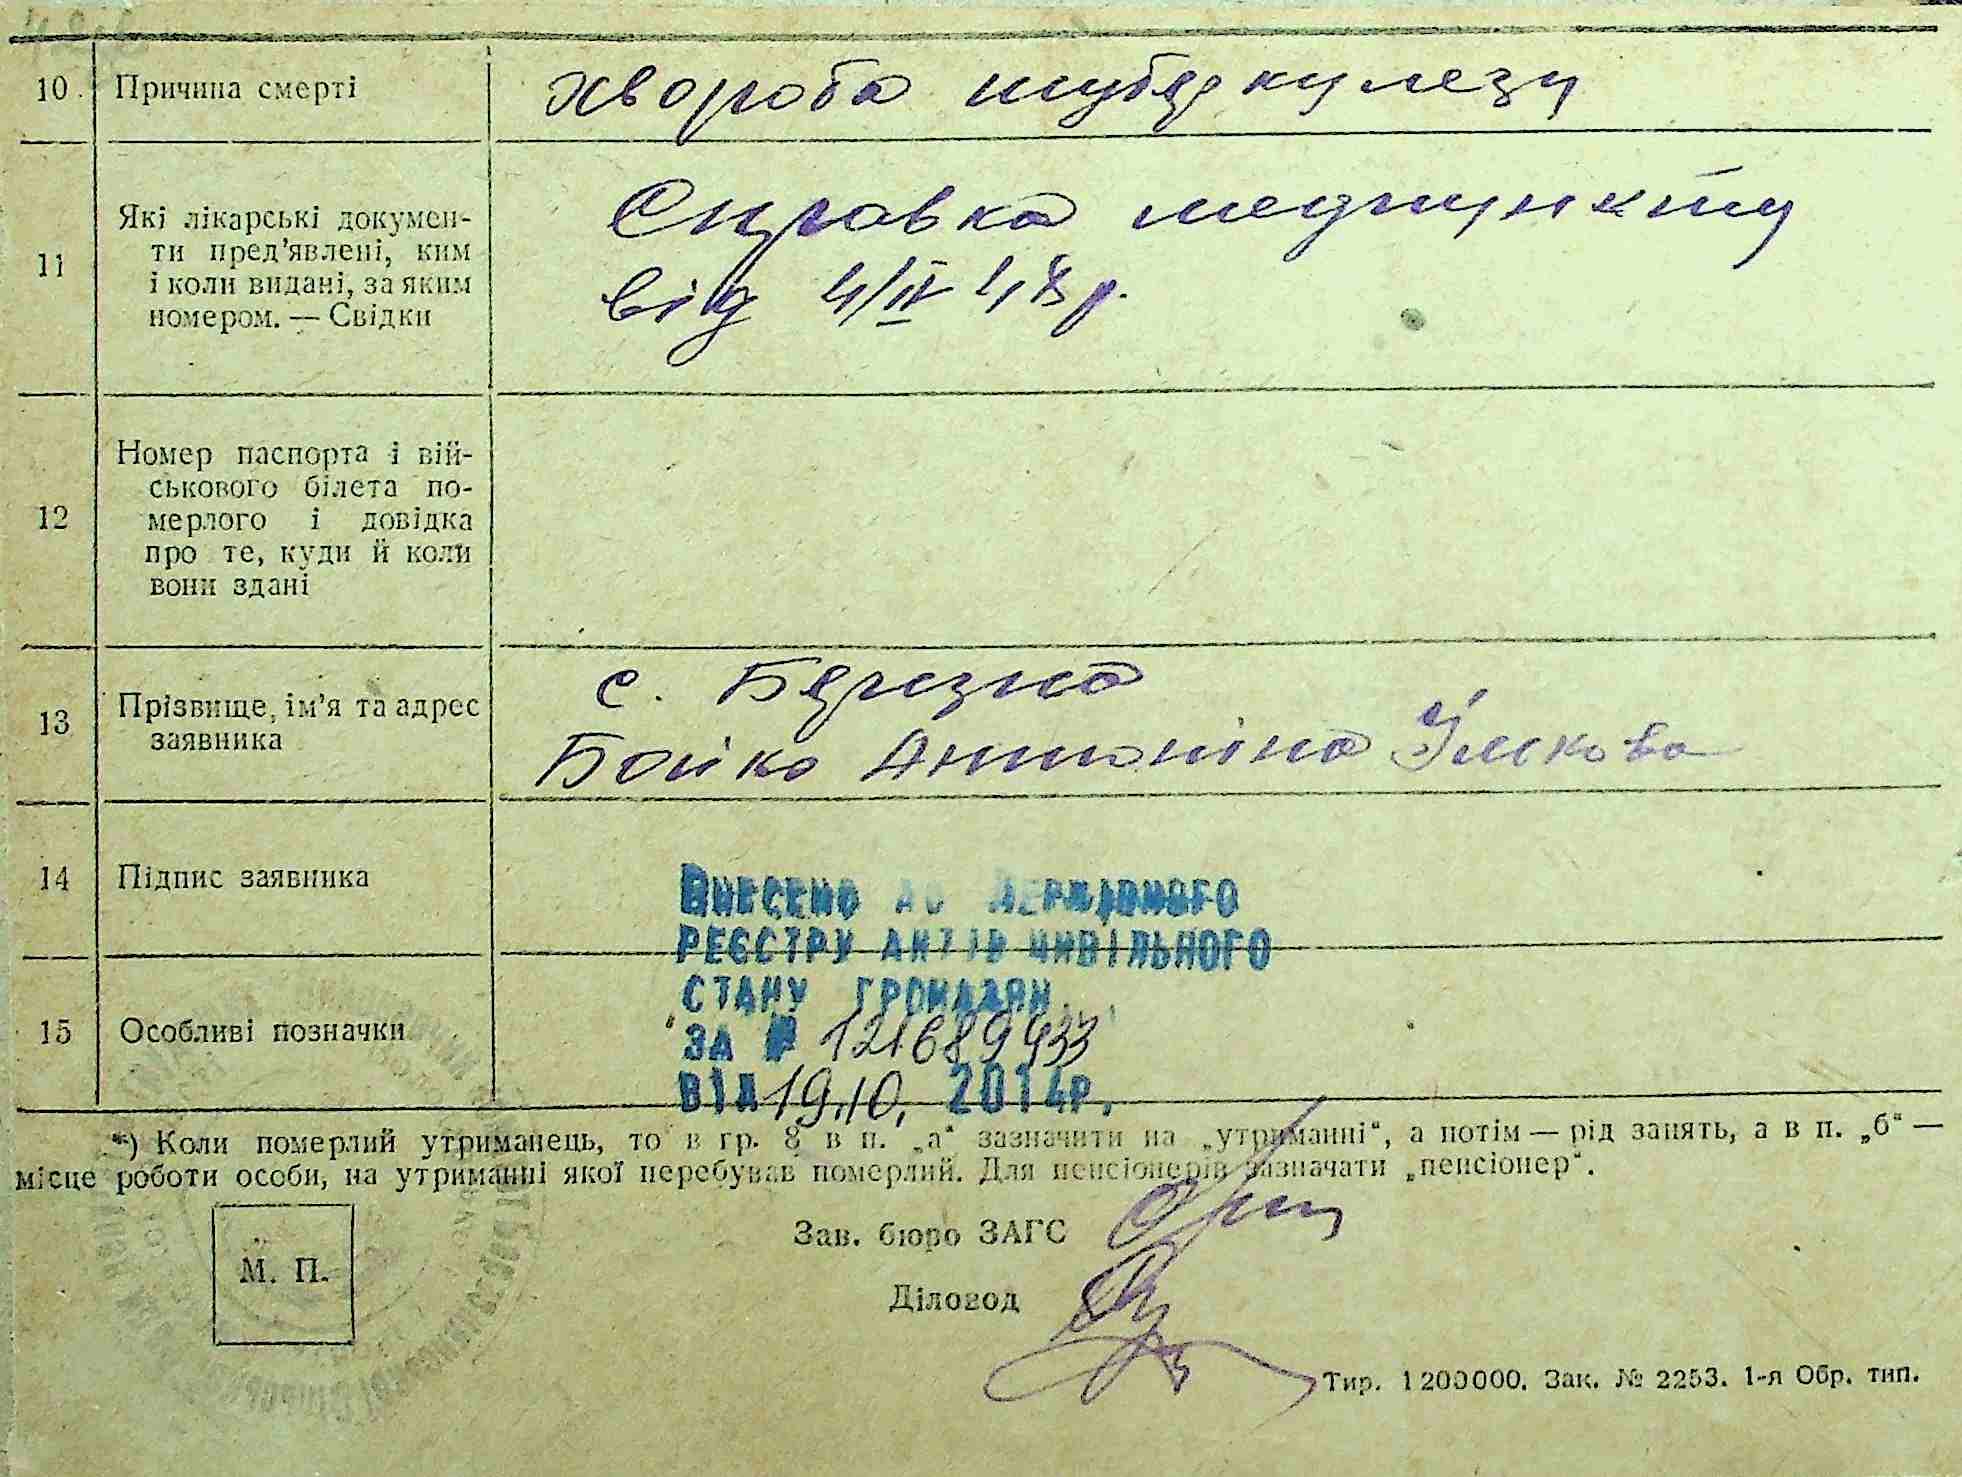 10. Причина смерті
хвороба туберкулезу
11 Які лікарські докумен-
ти пред’явлені, ким
і коли видані, за яким
номером. — Свідки
Справка медпункту
від 4/IV 48р.
12 Номер паспорта і вій-
ськового білета по-
мерлого і довідка
про те, куди й коли
вони здані
13 Прізвище, ім’я та адрес
заявника
с.
Бойко Антоніна
14 Підпис заявника
ВНЕСЕНО ДО ДЕРЖАВНОГО
РЕЄСТРУ АКТІВ ЦИВІЛЬНОГО
СТАНУ ГРОМАДЯН
15 Особливі позначки
ЗА №
ВІД 19.10. 2014р.
*) Коли померлий утриманець, то в гр. 8 в п. „а“ зазначити на „утриманні“, а потім — рід занять, а в п. „б“ —
місце роботи особи, на утриманні якої перебував померлий. Для пенсіонерів зазначати „пенсіонер“.
Зав. бюро ЗАГС
М. П.
Діловод
Тир. 1200000. Зак. № 2253. 1-я Обр. тип.